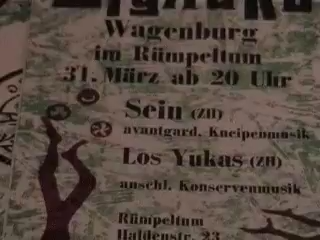 Wagenburg
im Rümpeltum
31. März ab 20 Uhr
Sein (ZH)
avantgard. Kneipenmusik
Los Yukas (ZH)
anschl. Konservenmusik
Rümpeltum
Haldenstr. 23